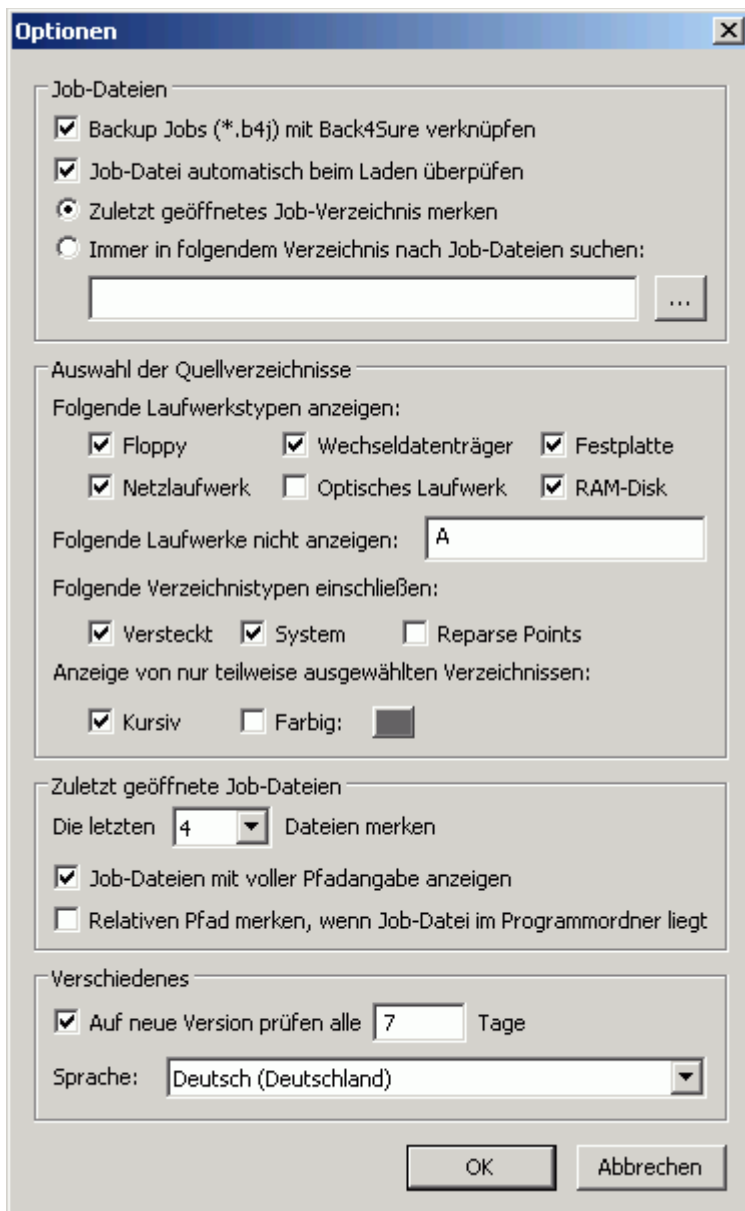 Optionen
Job-Dateien
Backup Jobs (*.b4j) mit Back4Sure verknüpfen
Job-Datei automatisch beim Laden überpüfen
Zuletzt geöffnetes Job-Verzeichnis merken
Immer in folgendem Verzeichnis nach Job-Dateien suchen:
...
Auswahl der Quellverzeichnisse
Folgende Laufwerkstypen anzeigen:
Floppy Wechseldatenträger Festplatte
Netzlaufwerk Optisches Laufwerk RAM-Disk
Folgende Laufwerke nicht anzeigen: A
Folgende Verzeichnistypen einschließen:
Versteckt System Reparse Points
Anzeige von nur teilweise ausgewählten Verzeichnissen:
Kursiv Farbig:
Zuletzt geöffnete Job-Dateien
Die letzten 4 Dateien merken
Job-Dateien mit voller Pfadangabe anzeigen
Relativen Pfad merken, wenn Job-Datei im Programmordner liegt
Verschiedenes
Auf neue Version prüfen alle 7 Tage
Sprache: Deutsch (Deutschland)
OK Abbrechen